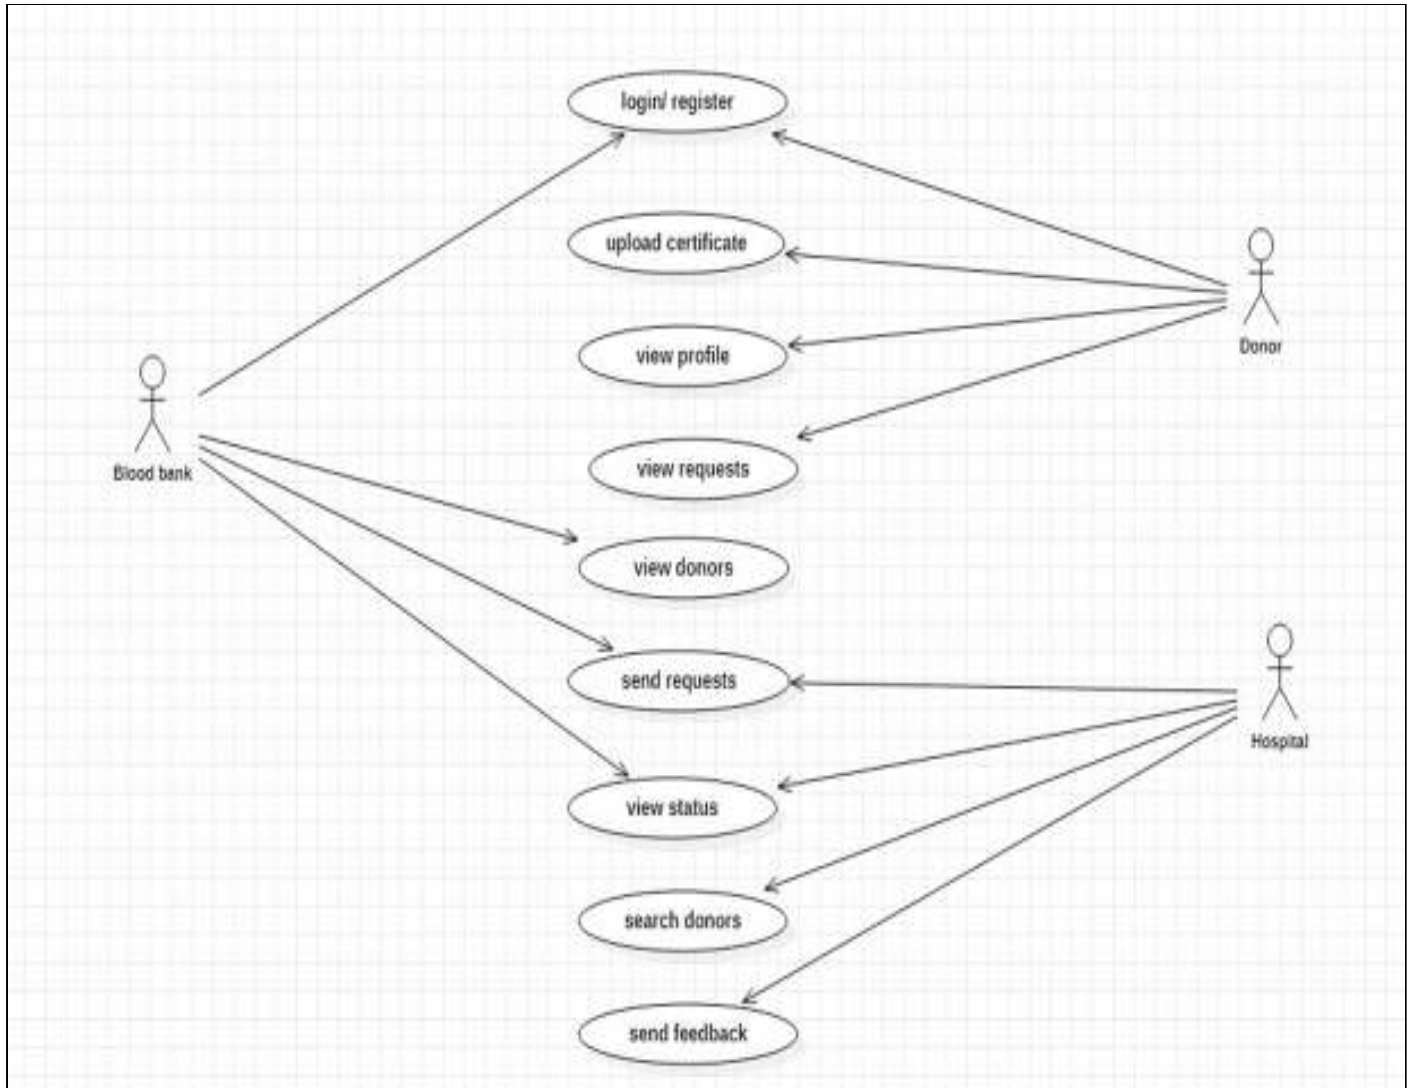 login/ register
upload certificate
Donor
view profile
Blood bank
view requests
view donors
send requests
Hospital
view status
search donors
send feedback